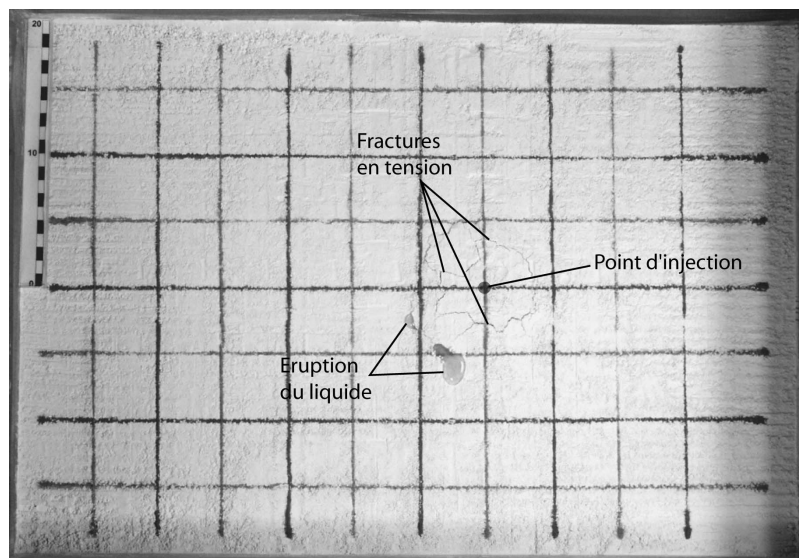 20
10
0
Fractures
en tension
Point d'injection
Eruption
du liquide